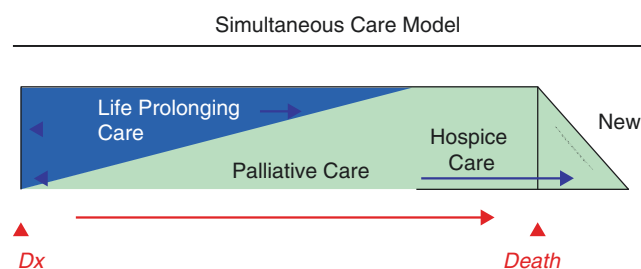 Simultaneous Care Model
Life Prolonging
Care
New
Hospice
Care
Palliative Care
Dx
Death